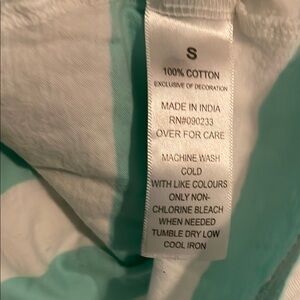 S
100% COTTON
EXCLUSIVE OF DECORATION
MADE IN INDIA
RN#090233
OVER FOR CARE
MACHINE WASH
COLD
WITH LIKE COLOURS
ONLY NON-
CHLORINE BLEACH
WHEN NEEDED
TUMBLE DRY LOW
COOL IRON